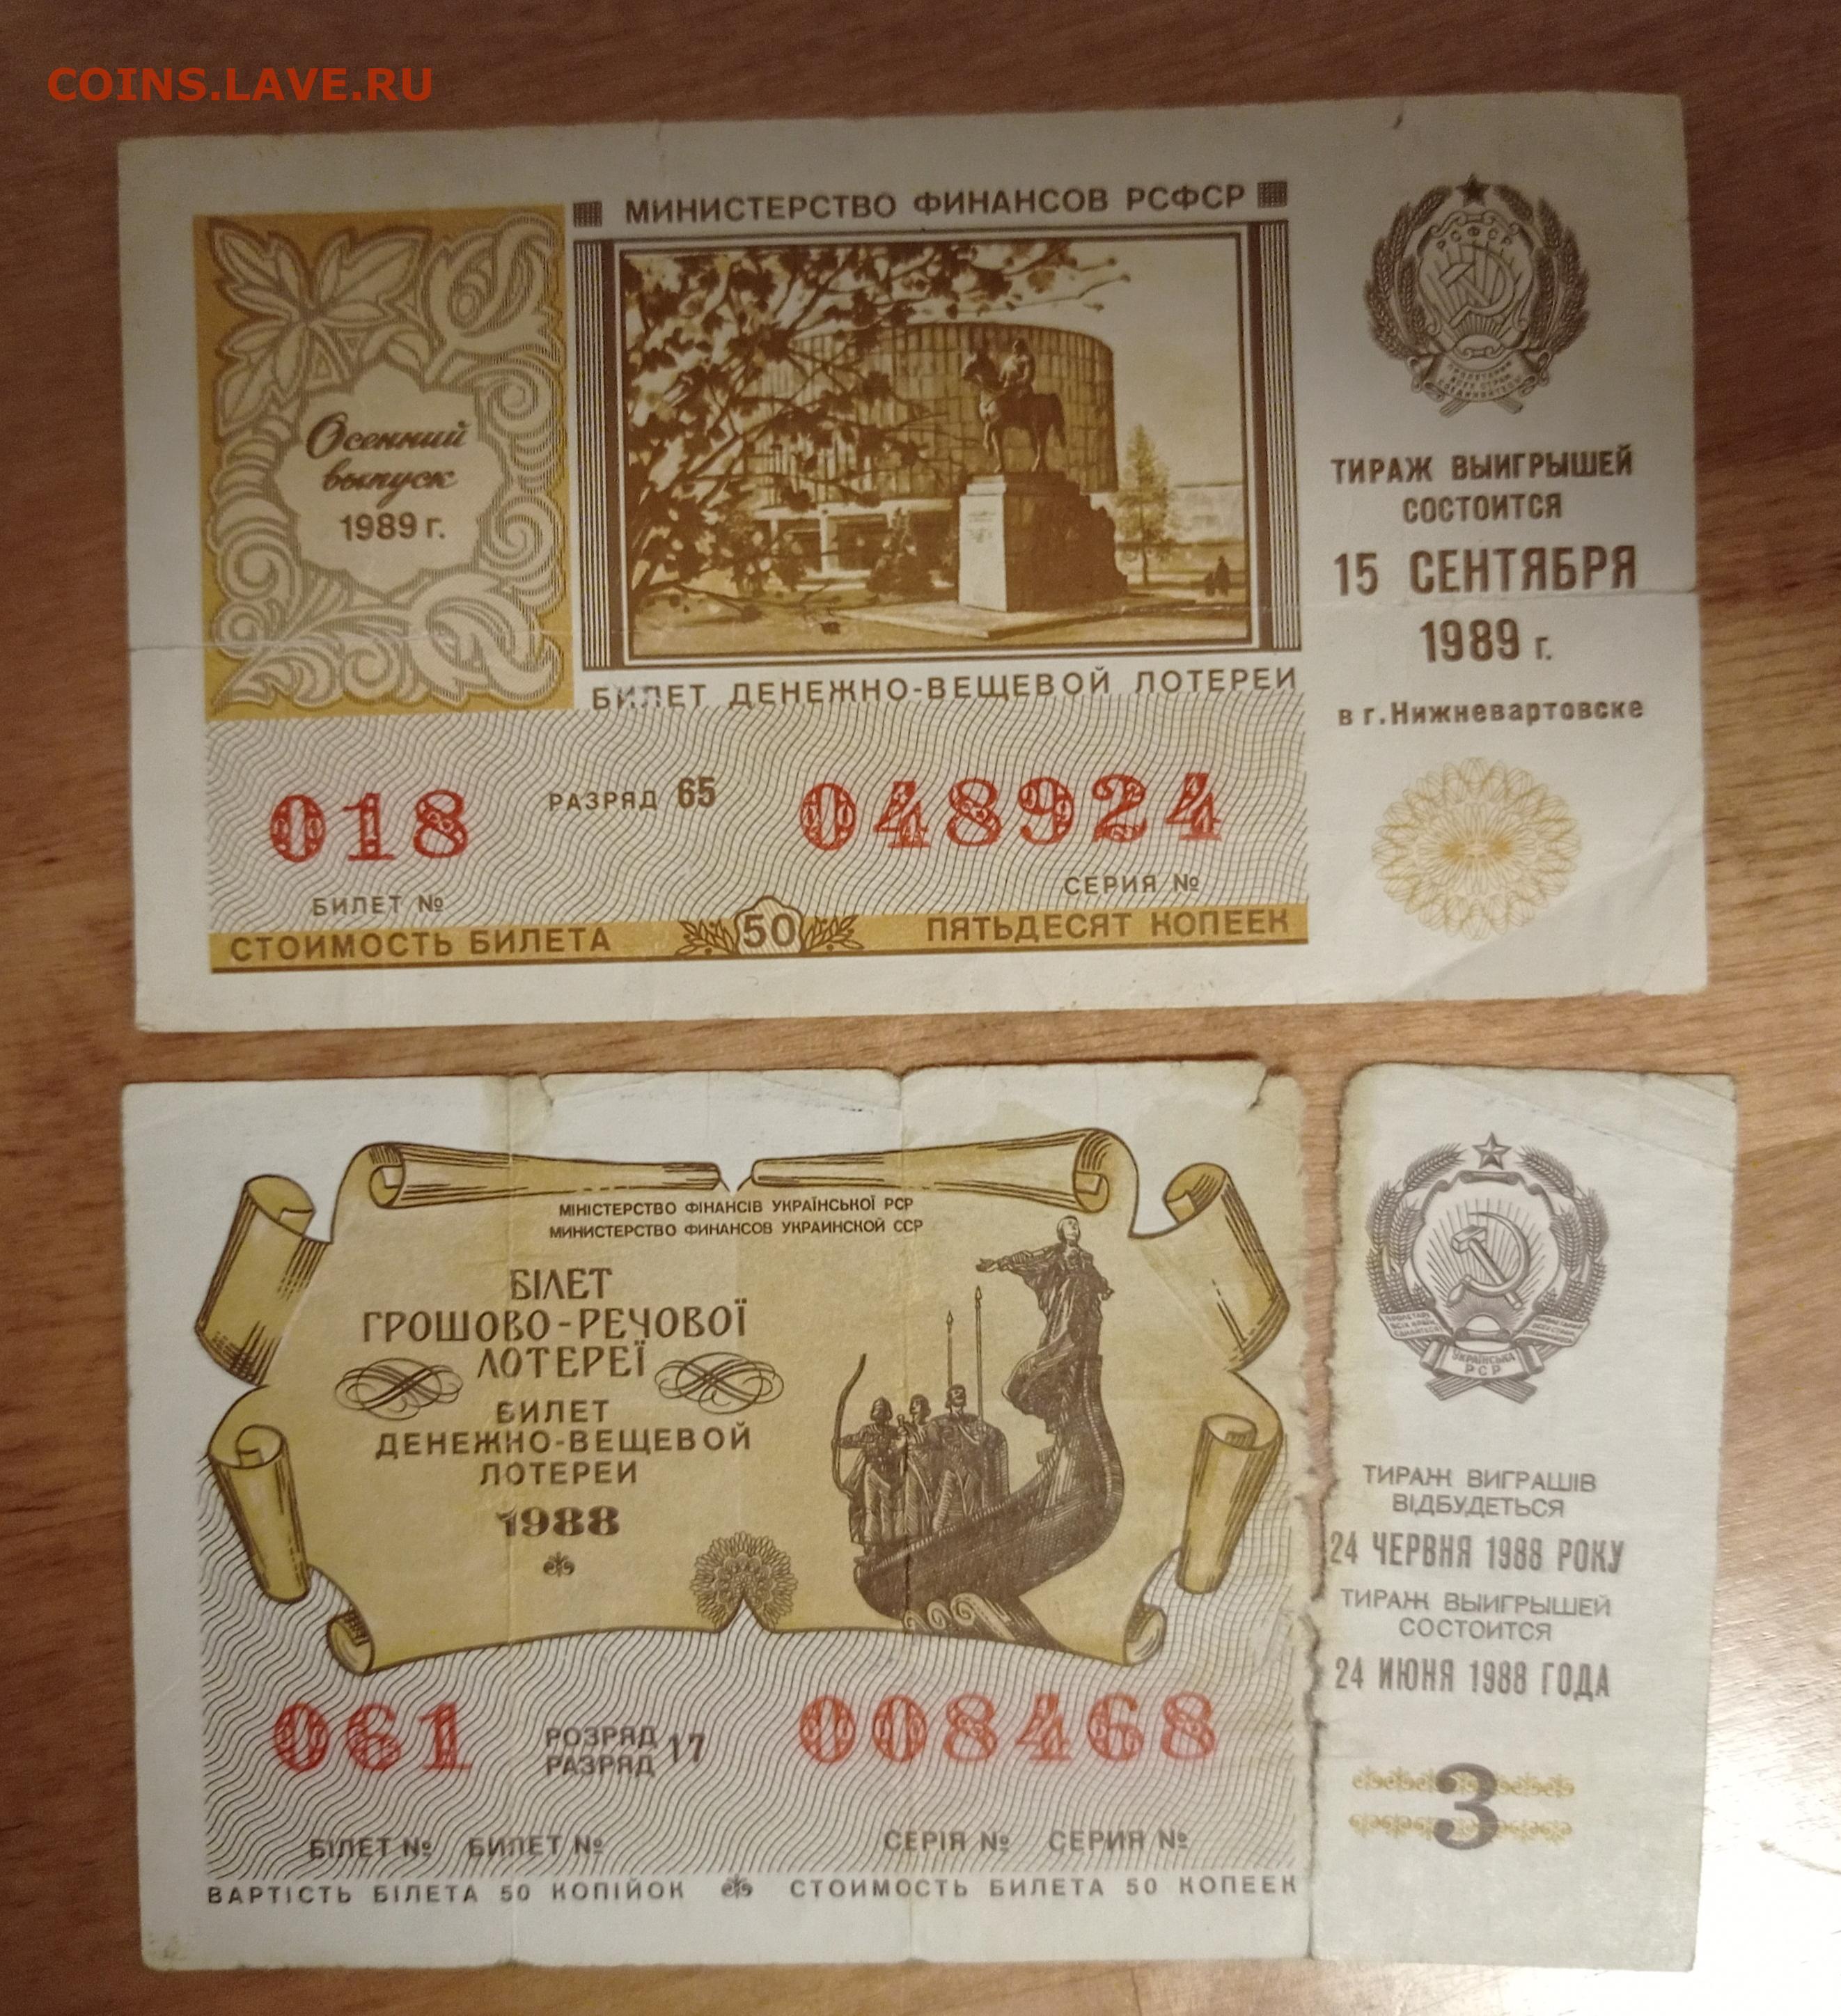 COINS.LAVE.RU
МИНИСТЕРСТВО ФИНАНСОВ РСФСР
Осенний
выпуск
1989 г.
РСФСР
ТИРАЖ ВЫИГРЫШЕЙ
СОСТОИТСЯ
15 СЕНТЯБРЯ
1989 г.
в г. Нижневартовске
БИЛЕТ ДЕНЕЖНО-ВЕЩЕВОЙ ЛОТЕРЕИ
018 РАЗРЯД 65 048924
БИЛЕТ № СЕРИЯ №
СТОИМОСТЬ БИЛЕТА 50 ПЯТЬДЕСЯТ КОПЕЕК
МІНІСТЕРСТВО ФІНАНСІВ УКРАЇНСЬКОЇ РСР
МИНИСТЕРСТВО ФИНАНСОВ УКРАИНСКОЙ ССР
БІЛЕТ
ГРОШОВО-РЕЧОВОЇ
ЛОТЕРЕЇ
БИЛЕТ
ДЕНЕЖНО-ВЕЩЕВОЙ
ЛОТЕРЕИ
1988
УКРАЇНСЬКА
РСР
ТИРАЖ ВИГРАШІВ
ВІДБУДЕТЬСЯ
24 ЧЕРВНЯ 1988 РОКУ
ТИРАЖ ВЫИГРЫШЕЙ
СОСТОИТСЯ
24 ИЮНЯ 1988 ГОДА
3
061 РОЗРЯД РАЗРЯД 17 008468
БІЛЕТ № БИЛЕТ № СЕРІЯ № СЕРИЯ №
ВАРТІСТЬ БІЛЕТА 50 КОПІЙОК СТОИМОСТЬ БИЛЕТА 50 КОПЕЕК